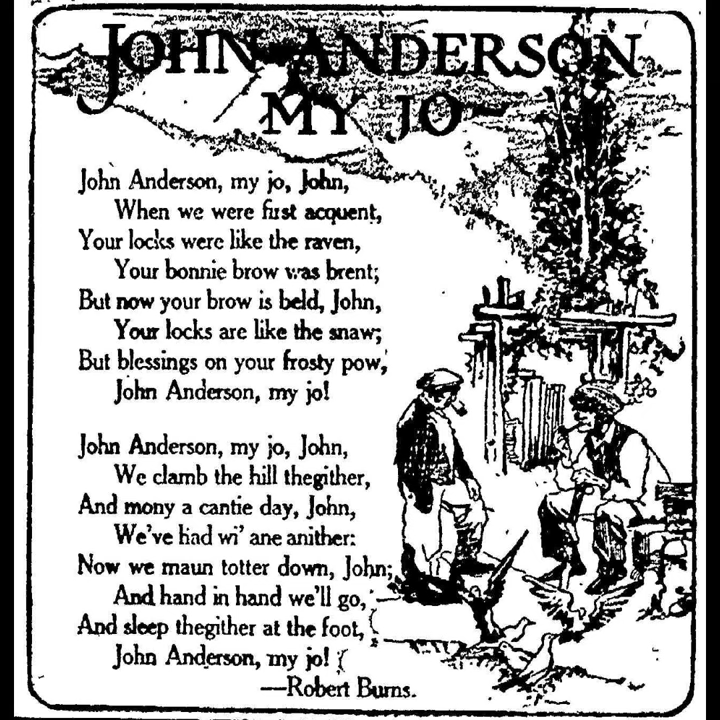 JOHN ANDERSON
MY JO
John Anderson, my jo, John,
When we were first acquent,
Your locks were like the raven,
Your bonnie brow was brent;
But now your brow is beld, John,
Your locks are like the snaw;
But blessings on your frosty pow,
John Anderson, my jo!
John Anderson, my jo, John,
We clamb the hill thegither,
And mony a cantie day, John,
We've had wi' ane anither:
Now we maun totter down, John;
And hand in hand we'll go,
And sleep thegither at the foot,
John Anderson, my jo!
—Robert Burns.